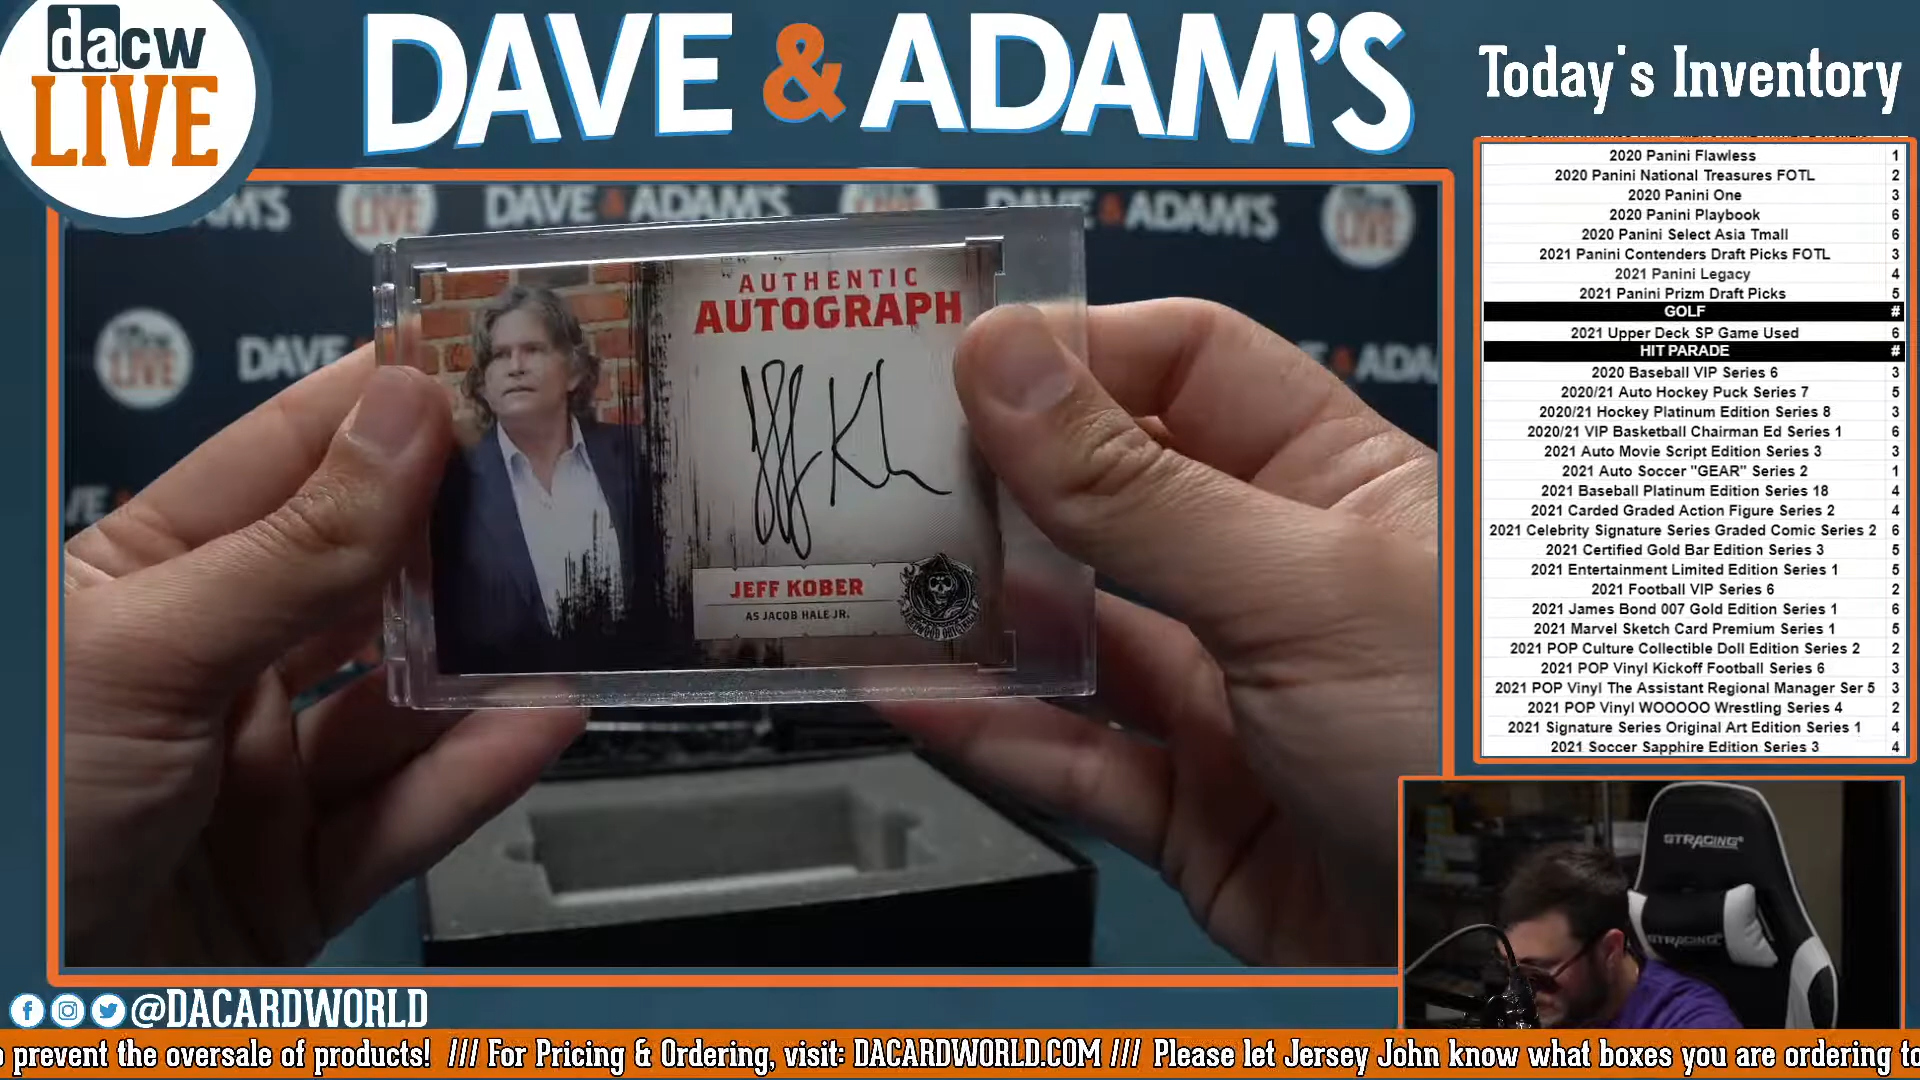 dacw
LIVE
DAVE & ADAM'S
Today's Inventory
2020 Panini Flawless 1
2020 Panini National Treasures FOTL 2
2020 Panini One 3
2020 Panini Playbook 6
2020 Panini Select Asia Tmall 6
2021 Panini Contenders Draft Picks FOTL 3
2021 Panini Legacy 4
2021 Panini Prizm Draft Picks 5
GOLF #
2021 Upper Deck SP Game Used 6
HIT PARADE #
2020 Baseball VIP Series 6 3
2020/21 Auto Hockey Puck Series 7 5
2020/21 Hockey Platinum Edition Series 8 3
2020/21 VIP Basketball Chairman Ed Series 1 6
2021 Auto Movie Script Edition Series 3 3
2021 Auto Soccer "GEAR" Series 2 1
2021 Baseball Platinum Edition Series 18 4
2021 Carded Graded Action Figure Series 2 4
2021 Celebrity Signature Series Graded Comic Series 2 6
2021 Certified Gold Bar Edition Series 3 5
2021 Entertainment Limited Edition Series 1 5
2021 Football VIP Series 6 2
2021 James Bond 007 Gold Edition Series 1 6
2021 Marvel Sketch Card Premium Series 1 5
2021 POP Culture Collectible Doll Edition Series 2 2
2021 POP Vinyl Kickoff Football Series 6 3
2021 POP Vinyl The Assistant Regional Manager Ser 5 3
2021 POP Vinyl WOOOOO Wrestling Series 4 2
2021 Signature Series Original Art Edition Series 1 4
2021 Soccer Sapphire Edition Series 3 4
DAVE & ADAM'S
LIVE
AUTHENTIC
AUTOGRAPH
JEFF KOBER
AS JACOB HALE JR.
GTRACING
GTRACING
@DACARDWORLD
prevent the oversale of products! /// For Pricing & Ordering, visit: DACARDWORLD.COM /// Please let Jersey John know what boxes you are ordering to